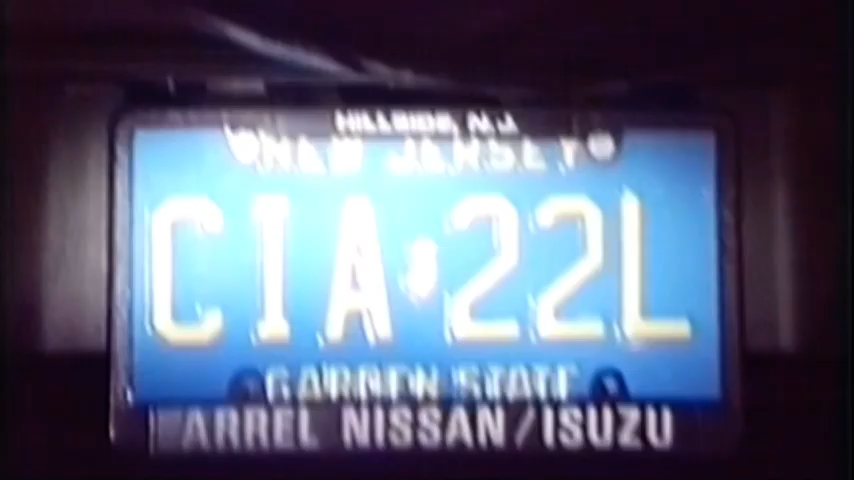 HILLSIDE, N.J.
NEW JERSEY
CIA 22L
GARDEN STATE
ARREL NISSAN/ISUZU